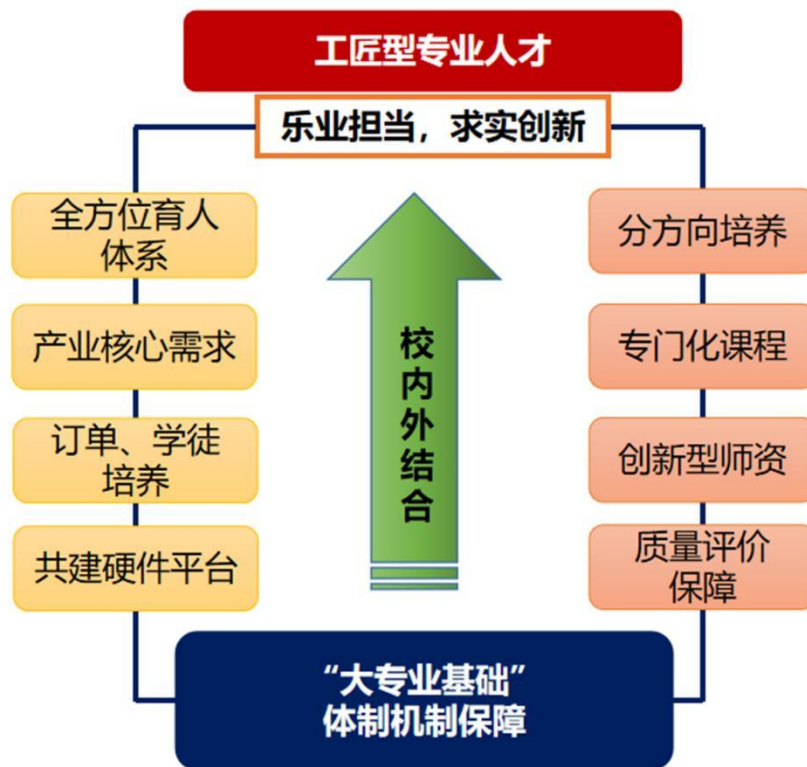 工匠型专业人才
乐业担当，求实创新
全方位育人
体系
产业核心需求
订单、学徒
培养
共建硬件平台
校内外结合
分方向培养
专门化课程
创新型师资
质量评价
保障
“大专业基础”
体制机制保障